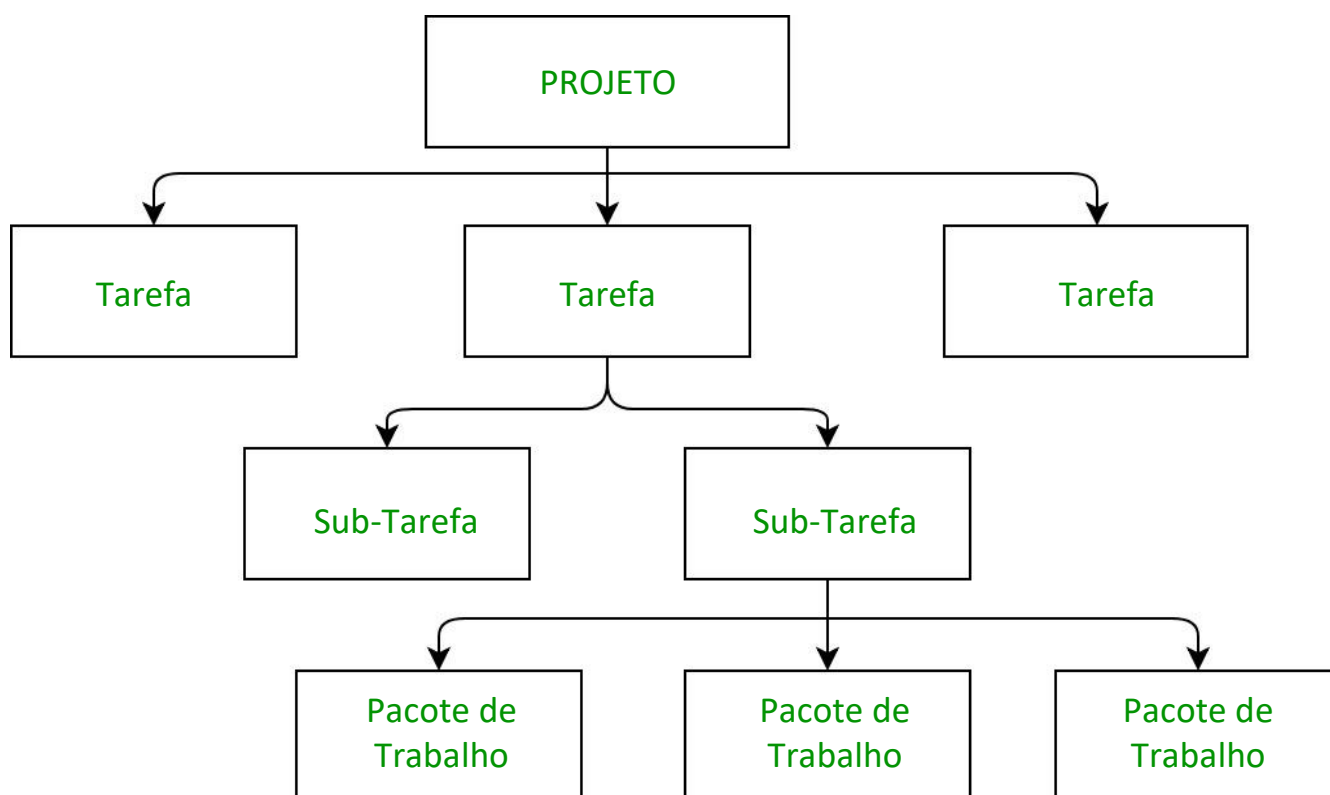 PROJETO
Tarefa
Tarefa
Tarefa
Sub-Tarefa
Sub-Tarefa
Pacote de
Trabalho
Pacote de
Trabalho
Pacote de
Trabalho